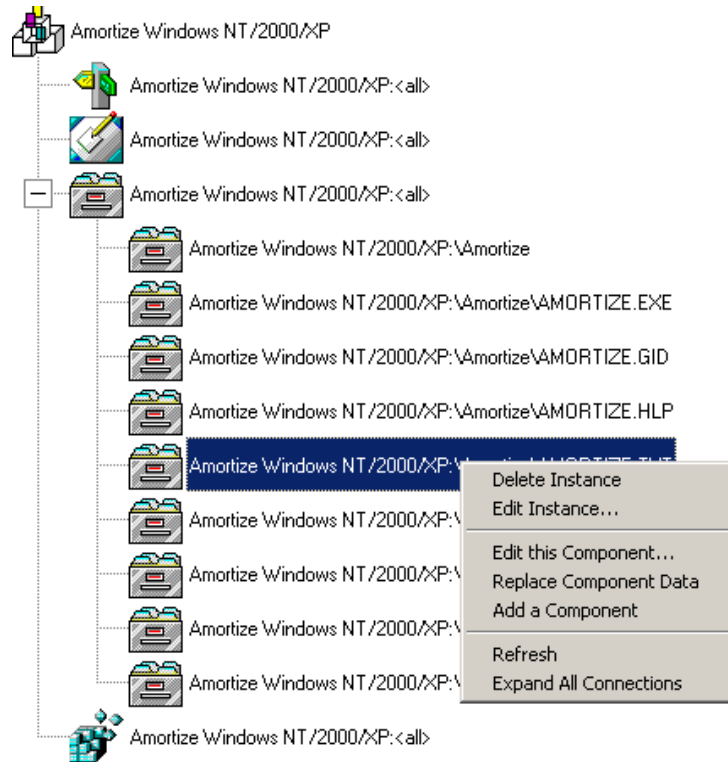 Amortize Windows NT/2000/XP
Amortize Windows NT/2000/XP:<all>
Amortize Windows NT/2000/XP:<all>
Amortize Windows NT/2000/XP:<all>
Amortize Windows NT/2000/XP:\Amortize
Amortize Windows NT/2000/XP:\Amortize\AMORTIZE.EXE
Amortize Windows NT/2000/XP:\Amortize\AMORTIZE.GID
Amortize Windows NT/2000/XP:\Amortize\AMORTIZE.HLP
Amortize Windows NT/2000/XP:\Amortize\AMORTIZE.TXT
Delete Instance
Edit Instance...
Amortize Windows NT/2000/XP:\
Edit this Component...
Amortize Windows NT/2000/XP:\
Replace Component Data
Add a Component
Amortize Windows NT/2000/XP:\
Refresh
Amortize Windows NT/2000/XP:\
Expand All Connections
Amortize Windows NT/2000/XP:<all>